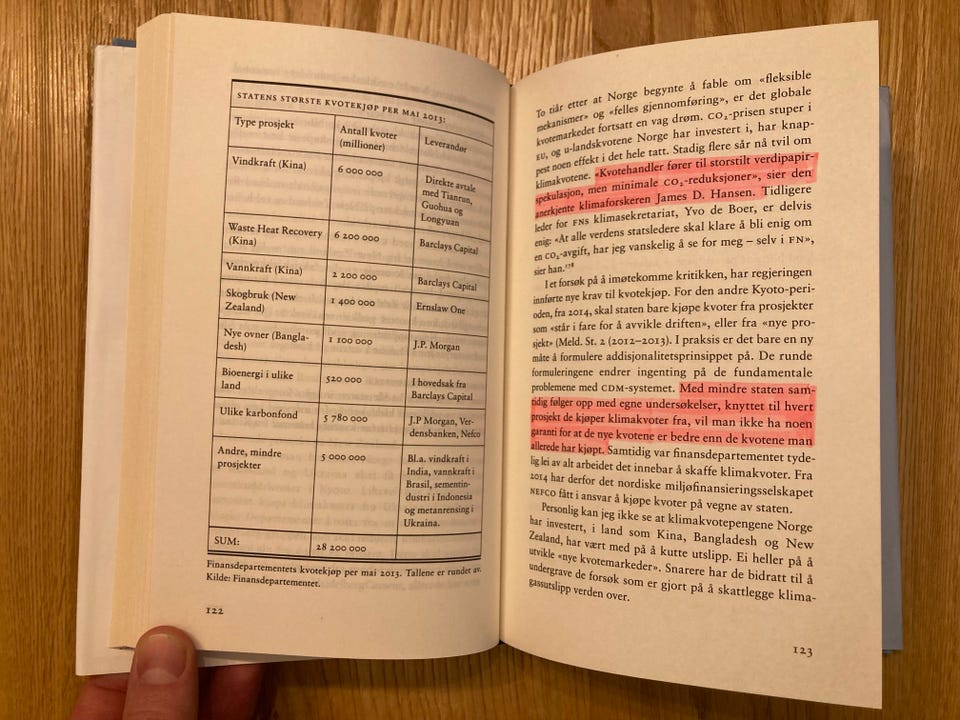 STATENS STØRSTE KVOTEKJØP PER MAI 2013:
Type prosjekt
Antall kvoter
(millioner)
Leverandør
Vindkraft (Kina)
6 000 000
Direkte avtale
med Tianrun,
Guohua og
Longyuan
Waste Heat Recovery
(Kina)
6 200 000
Barclays Capital
Vannkraft (Kina)
2 200 000
Barclays Capital
Skogbruk (New
Zealand)
1 400 000
Ernslaw One
Nye ovner (Bangla-
desh)
1 100 000
J.P. Morgan
Bioenergi i ulike
land
520 000
I hovedsak fra
Barclays Capital
Ulike karbonfond
5 780 000
J.P Morgan, Ver-
densbanken, Nefco
Andre, mindre
prosjekter
5 000 000
Bl.a. vindkraft i
India, vannkraft i
Brasil, sementin-
dustri i Indonesia
og metanrensing i
Ukraina.
SUM:
28 200 000
Finansdepartementets kvotekjøp per mai 2013. Tallene er rundet av.
Kilde: Finansdepartementet.
122
To tiår etter at Norge begynte å fable om «fleksible
mekanismer» og «felles gjennomføring», er det globale
kvotemarkedet fortsatt en vag drøm. CO₂-prisen stuper i
EU, og u-landskvotene Norge har investert i, har knap-
pest noen effekt i det hele tatt. Stadig flere sår nå tvil om
klimakvotene. «Kvotehandler fører til storstilt verdipapir-
spekulasjon, men minimale CO₂-reduksjoner», sier den
anerkjente klimaforskeren James D. Hansen. Tidligere
leder for FNs klimasekretariat, Yvo de Boer, er delvis
enig: «At alle verdens statsledere skal klare å bli enig om
en CO₂-avgift, har jeg vanskelig å se for meg – selv i FN»,
sier han.¹⁷⁸
I et forsøk på å imøtekomme kritikken, har regjeringen
innførte nye krav til kvotekjøp. For den andre Kyoto-peri-
oden, fra 2014, skal staten bare kjøpe kvoter fra prosjekter
som «står i fare for å avvikle driften», eller fra «nye pro-
sjekt» (Meld. St. 2 (2012–2013). I praksis er det bare en ny
måte å formulere addisjonalitetsprinsippet på. De runde
formuleringene endrer ingenting på de fundamentale
problemene med CDM-systemet. Med mindre staten sam-
tidig følger opp med egne undersøkelser, knyttet til hvert
prosjekt de kjøper klimakvoter fra, vil man ikke ha noen
garanti for at de nye kvotene er bedre enn de kvotene man
allerede har kjøpt. Samtidig var finansdepartementet tyde-
lig lei av alt arbeidet det innebar å skaffe klimakvoter. Fra
2014 har derfor det nordiske miljøfinansieringsselskapet
NEFCO fått i ansvar å kjøpe kvoter på vegne av staten.
Personlig kan jeg ikke se at klimakvotepengene Norge
har investert, i land som Kina, Bangladesh og New
Zealand, har vært med på å kutte utslipp. Ei heller på å
utvikle «nye kvotemarkeder». Snarere har de bidratt til å
undergrave de forsøk som er gjort på å skattlegge klima-
gassutslipp verden over.
123